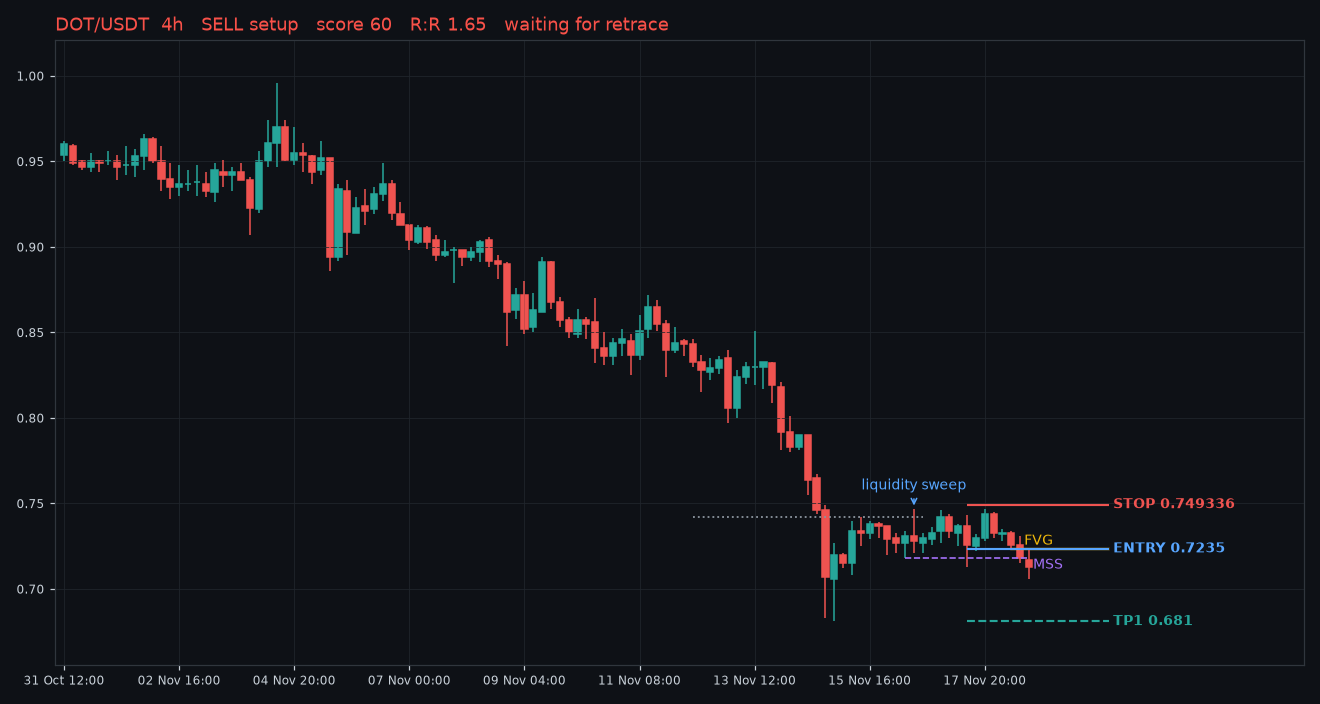 DOT/USDT 4h SELL setup score 60 R:R 1.65 waiting for retrace
1.00
0.95
0.90
0.85
0.80
0.75
0.70
liquidity sweep
STOP 0.749336
FVG
ENTRY 0.7235
MSS
TP1 0.681
31 Oct 12:00
02 Nov 16:00
04 Nov 20:00
07 Nov 00:00
09 Nov 04:00
11 Nov 08:00
13 Nov 12:00
15 Nov 16:00
17 Nov 20:00